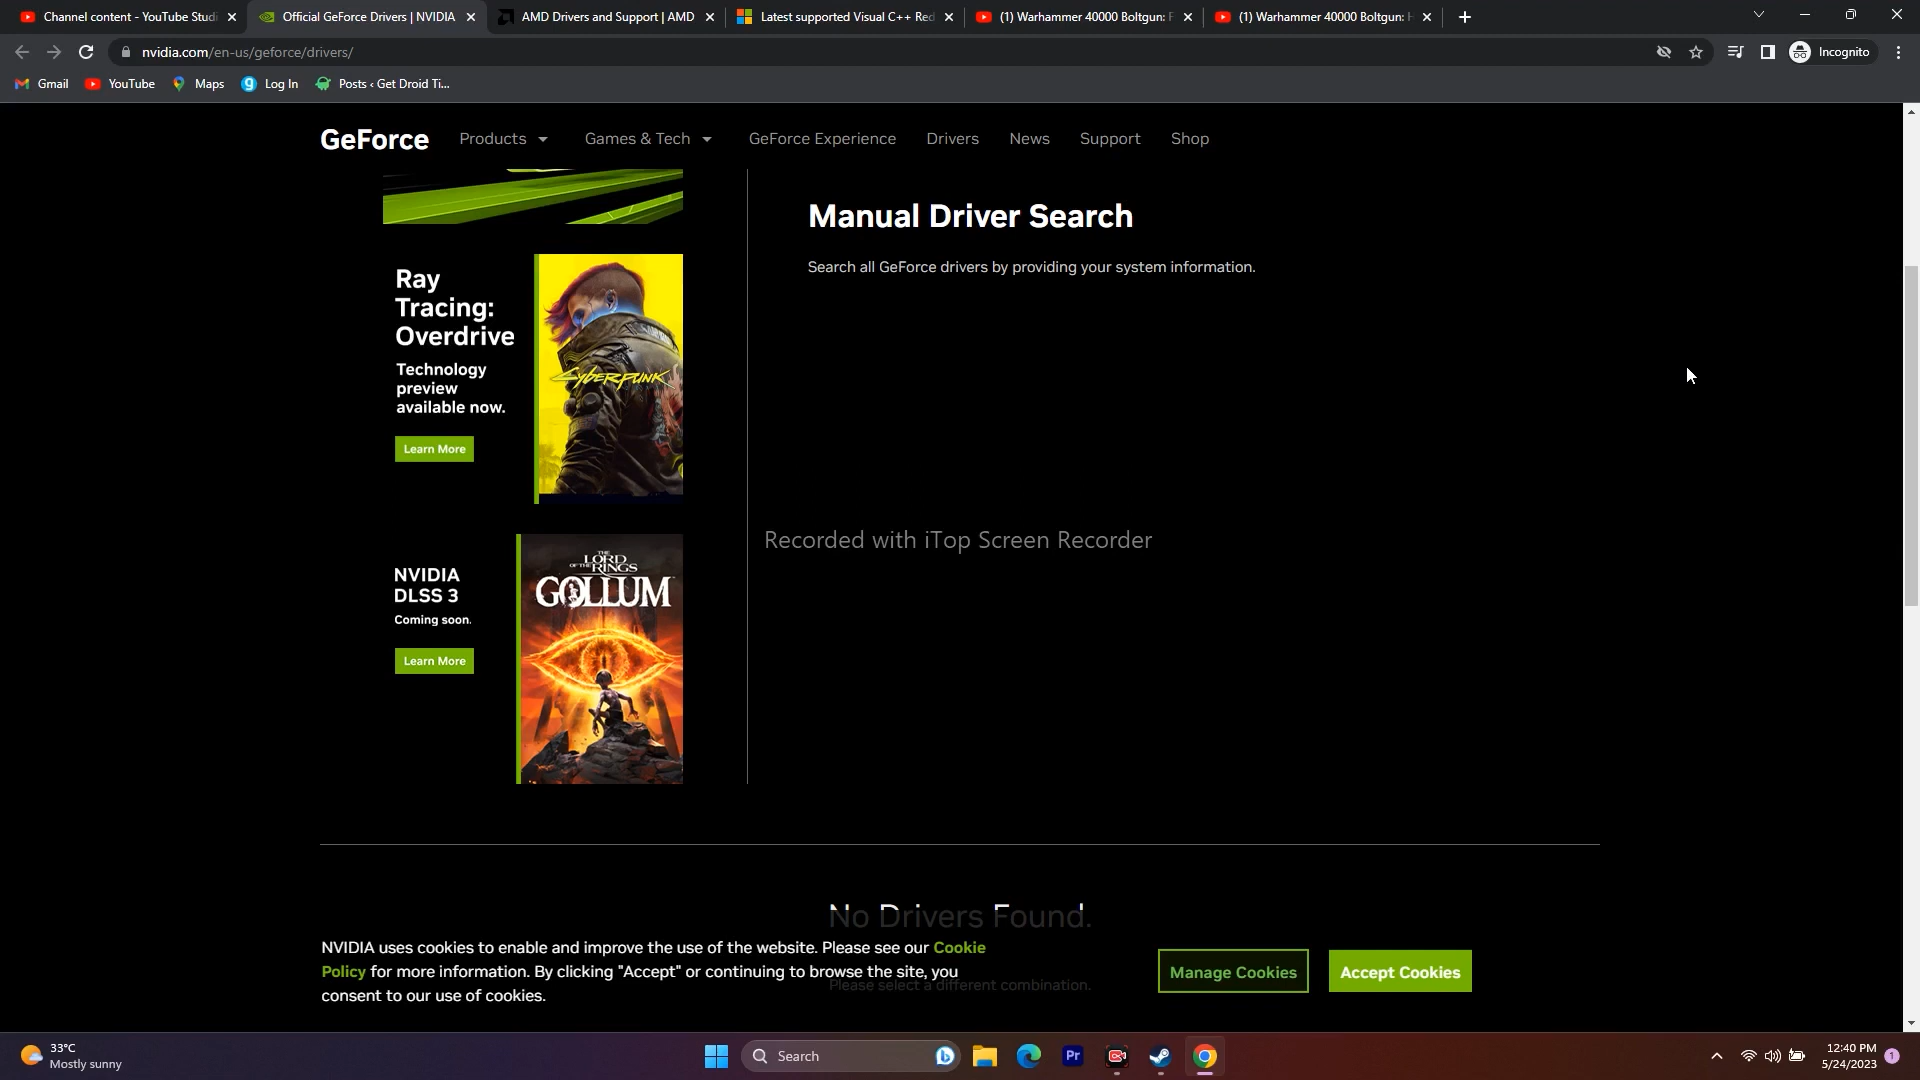 Channel content - YouTube Studi
Official GeForce Drivers | NVIDIA
AMD Drivers and Support | AMD
Latest supported Visual C++ Red
(1) Warhammer 40000 Boltgun: F
(1) Warhammer 40000 Boltgun: H
nvidia.com/en-us/geforce/drivers/
Incognito
Gmail
YouTube
Maps
Log In
Posts ‹ Get Droid Ti...
GeForce
Products
Games & Tech
GeForce Experience
Drivers
News
Support
Shop
Manual Driver Search
Search all GeForce drivers by providing your system information.
Ray
Tracing:
Overdrive
Technology
preview
available now.
Learn More
Cyberpunk
Recorded with iTop Screen Recorder
NVIDIA
DLSS 3
Coming soon.
Learn More
THE
LORD
OF THE RINGS
GOLLUM
No Drivers Found.
Please select a different combination.
NVIDIA uses cookies to enable and improve the use of the website. Please see our Cookie
Policy for more information. By clicking "Accept" or continuing to browse the site, you
consent to our use of cookies.
Manage Cookies
Accept Cookies
33°C
Mostly sunny
Search
Pr
12:40 PM
5/24/2023
1